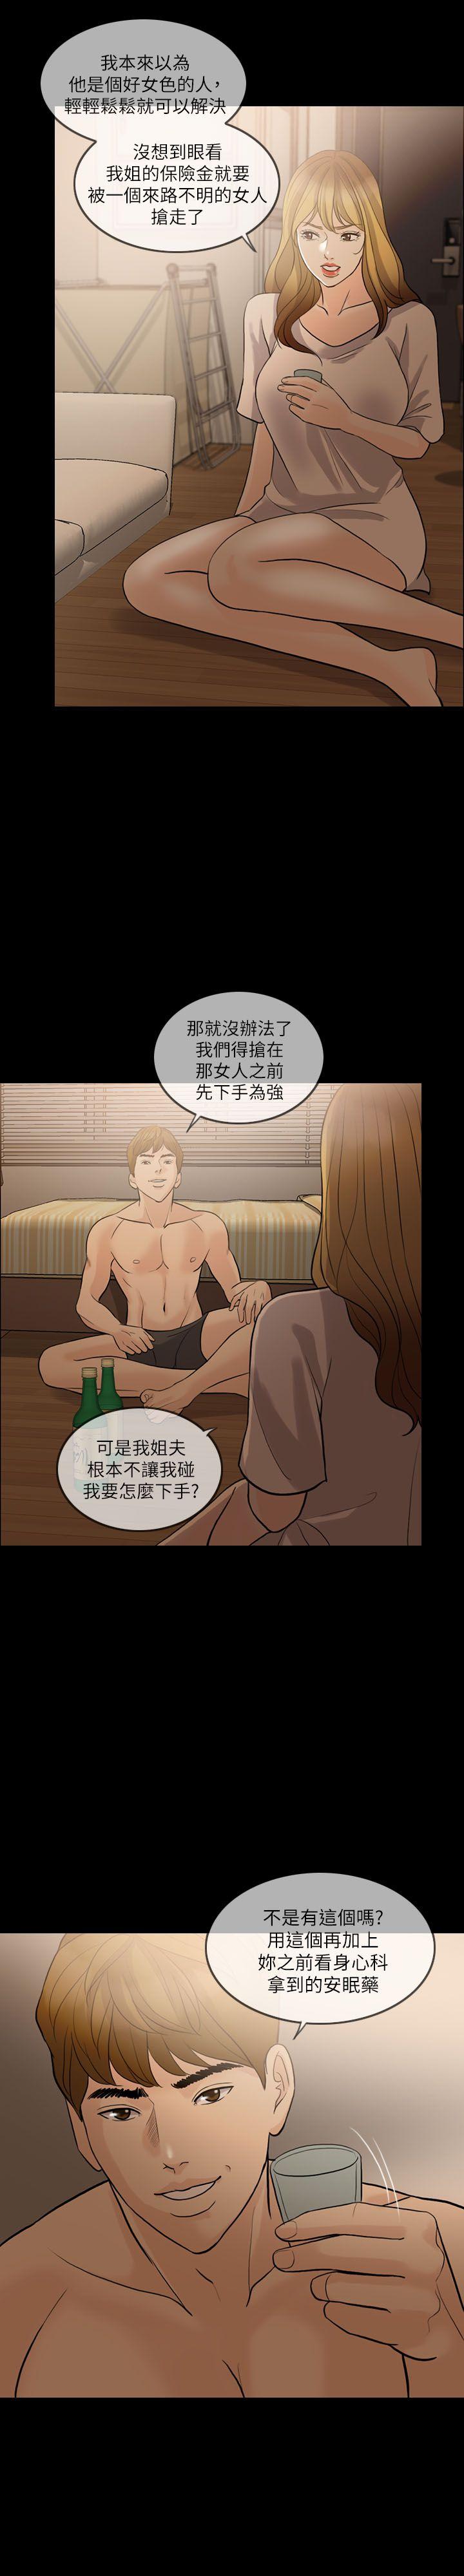 我本來以為
他是個好女色的人，
輕輕鬆鬆就可以解決
沒想到眼看
我姐的保險金就要
被一個來路不明的女人
搶走了
那就沒辦法了
我們得搶在
那女人之前
先下手為強
可是我姐夫
根本不讓我碰
我要怎麼下手?
不是有這個嗎?
用這個再加上
妳之前看身心科
拿到的安眠藥